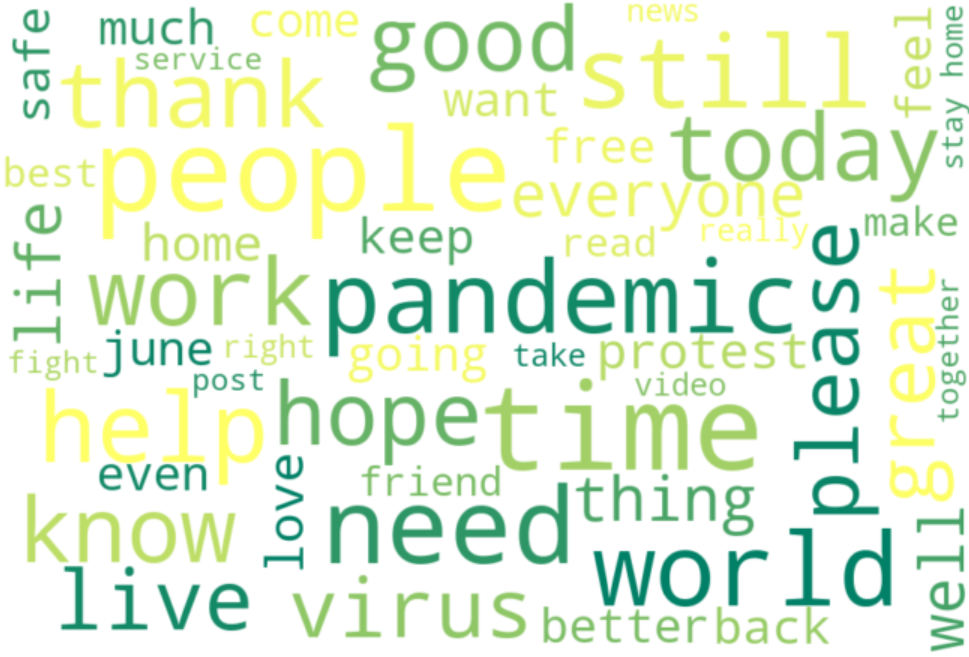 safe
much
come
good
news
feel
stay home
service
thank
want
still
best
people
free
today
everyone
life
home
keep
read
really
make
work
pandemic
please
great
together
fight
june
right
going
take
protest
post
video
help
hope
time
even
love
friend
thing
know
need
world
well
live
virus
better
back